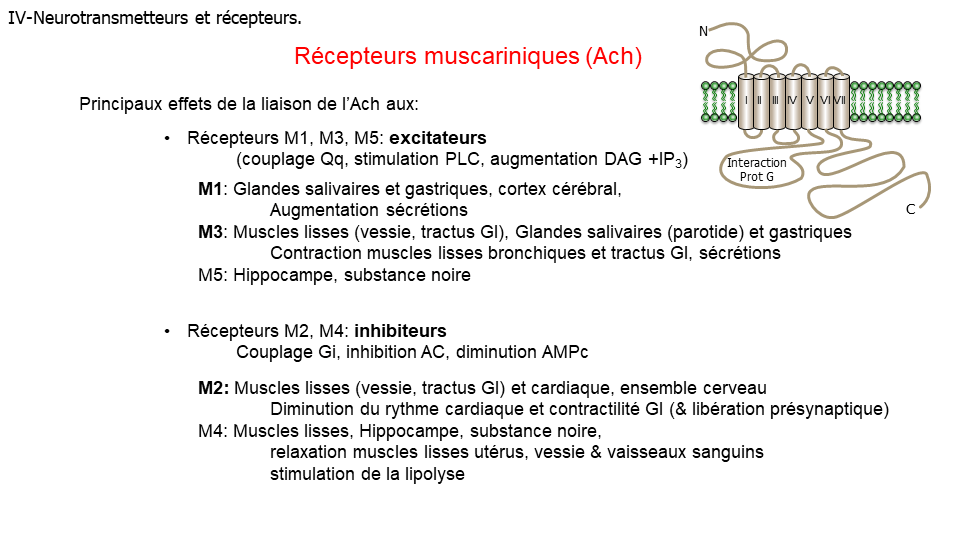 IV-Neurotransmetteurs et récepteurs.
Récepteurs muscariniques (Ach)
N
I II III IV V VI VII
Interaction
Prot G
C
Principaux effets de la liaison de l'Ach aux:
• Récepteurs M1, M3, M5: excitateurs
(couplage Qq, stimulation PLC, augmentation DAG +IP3)
M1: Glandes salivaires et gastriques, cortex cérébral,
Augmentation sécrétions
M3: Muscles lisses (vessie, tractus GI), Glandes salivaires (parotide) et gastriques
Contraction muscles lisses bronchiques et tractus GI, sécrétions
M5: Hippocampe, substance noire
• Récepteurs M2, M4: inhibiteurs
Couplage Gi, inhibition AC, diminution AMPc
M2: Muscles lisses (vessie, tractus GI) et cardiaque, ensemble cerveau
Diminution du rythme cardiaque et contractilité GI (& libération présynaptique)
M4: Muscles lisses, Hippocampe, substance noire,
relaxation muscles lisses utérus, vessie & vaisseaux sanguins
stimulation de la lipolyse